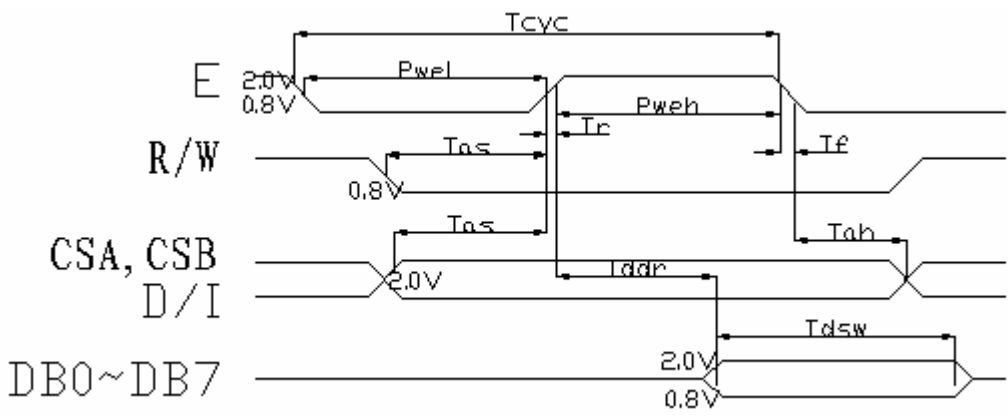 Tcyc
E
2.0V
Pwel
0.8V
Pweh
Tr
R/W
Tas
Tf
0.8V
Tas
Tah
CSA, CSB
Tddr
2.0V
D/I
Tdsw
2.0V
DB0~DB7
0.8V